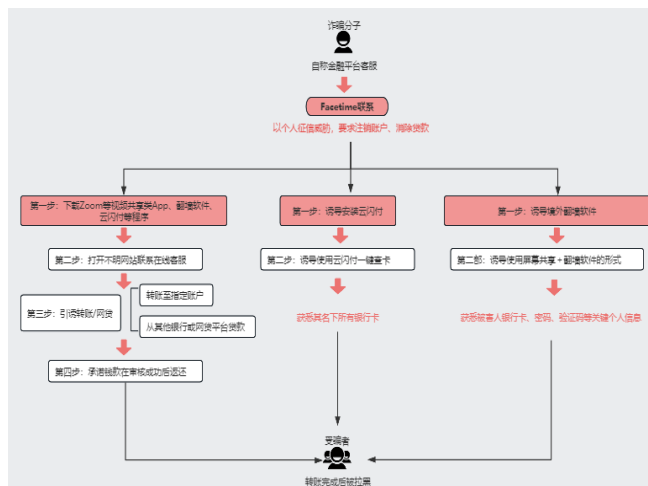 诈骗分子
自称金融平台客服
Facetime联系
以个人征信威胁，要求注销账户、消除贷款
第一步：下载Zoom等视频共享类App、翻墙软件、
云闪付等程序
第二步：打开不明网站联系在线客服
第三步：引诱转账/网贷
转账至指定账户
从其他银行或网贷平台贷款
第四步：承诺钱款在审核成功后返还
第一步：诱导安装云闪付
第二步：诱导使用云闪付一键查卡
获悉其名下所有银行卡
第一步：诱导境外翻墙软件
第二部：诱导使用屏幕共享+翻墙软件的形式
获悉被害人银行卡、密码、验证码等关键个人信息
受骗者
转账完成后被拉黑